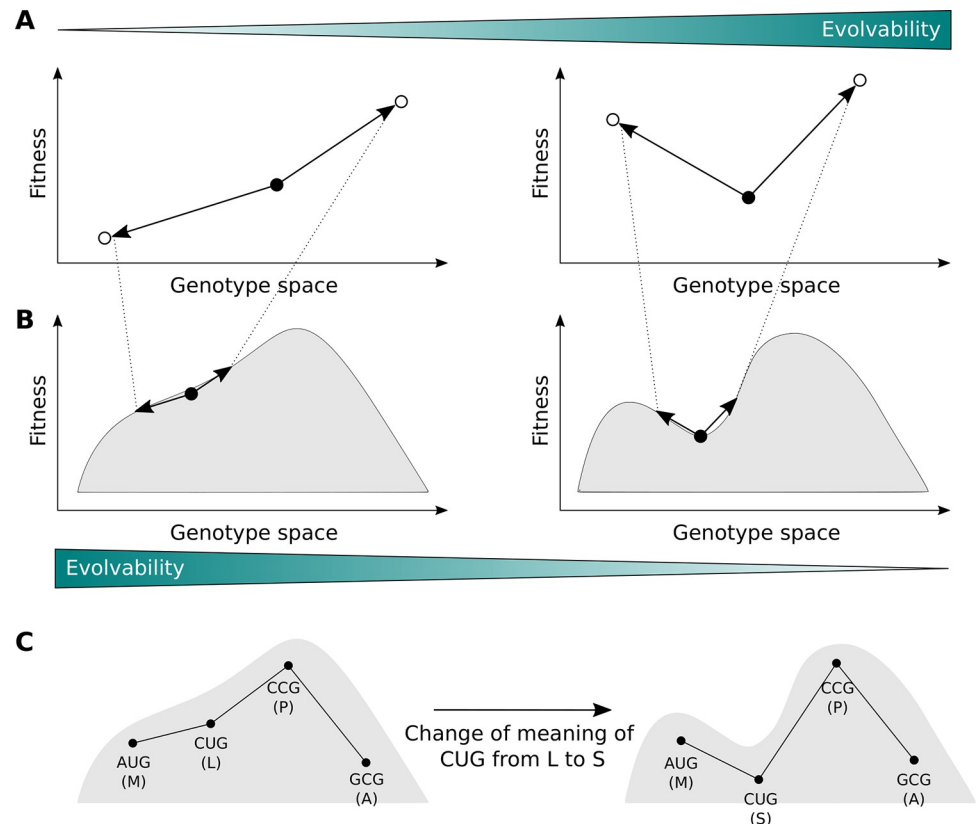 A
Evolvability
Fitness
Fitness
Genotype space
Genotype space
B
Fitness
Fitness
Genotype space
Genotype space
Evolvability
C
AUG
(M)
CUG
(L)
CCG
(P)
GCG
(A)
Change of meaning of
CUG from L to S
AUG
(M)
CUG
(S)
CCG
(P)
GCG
(A)